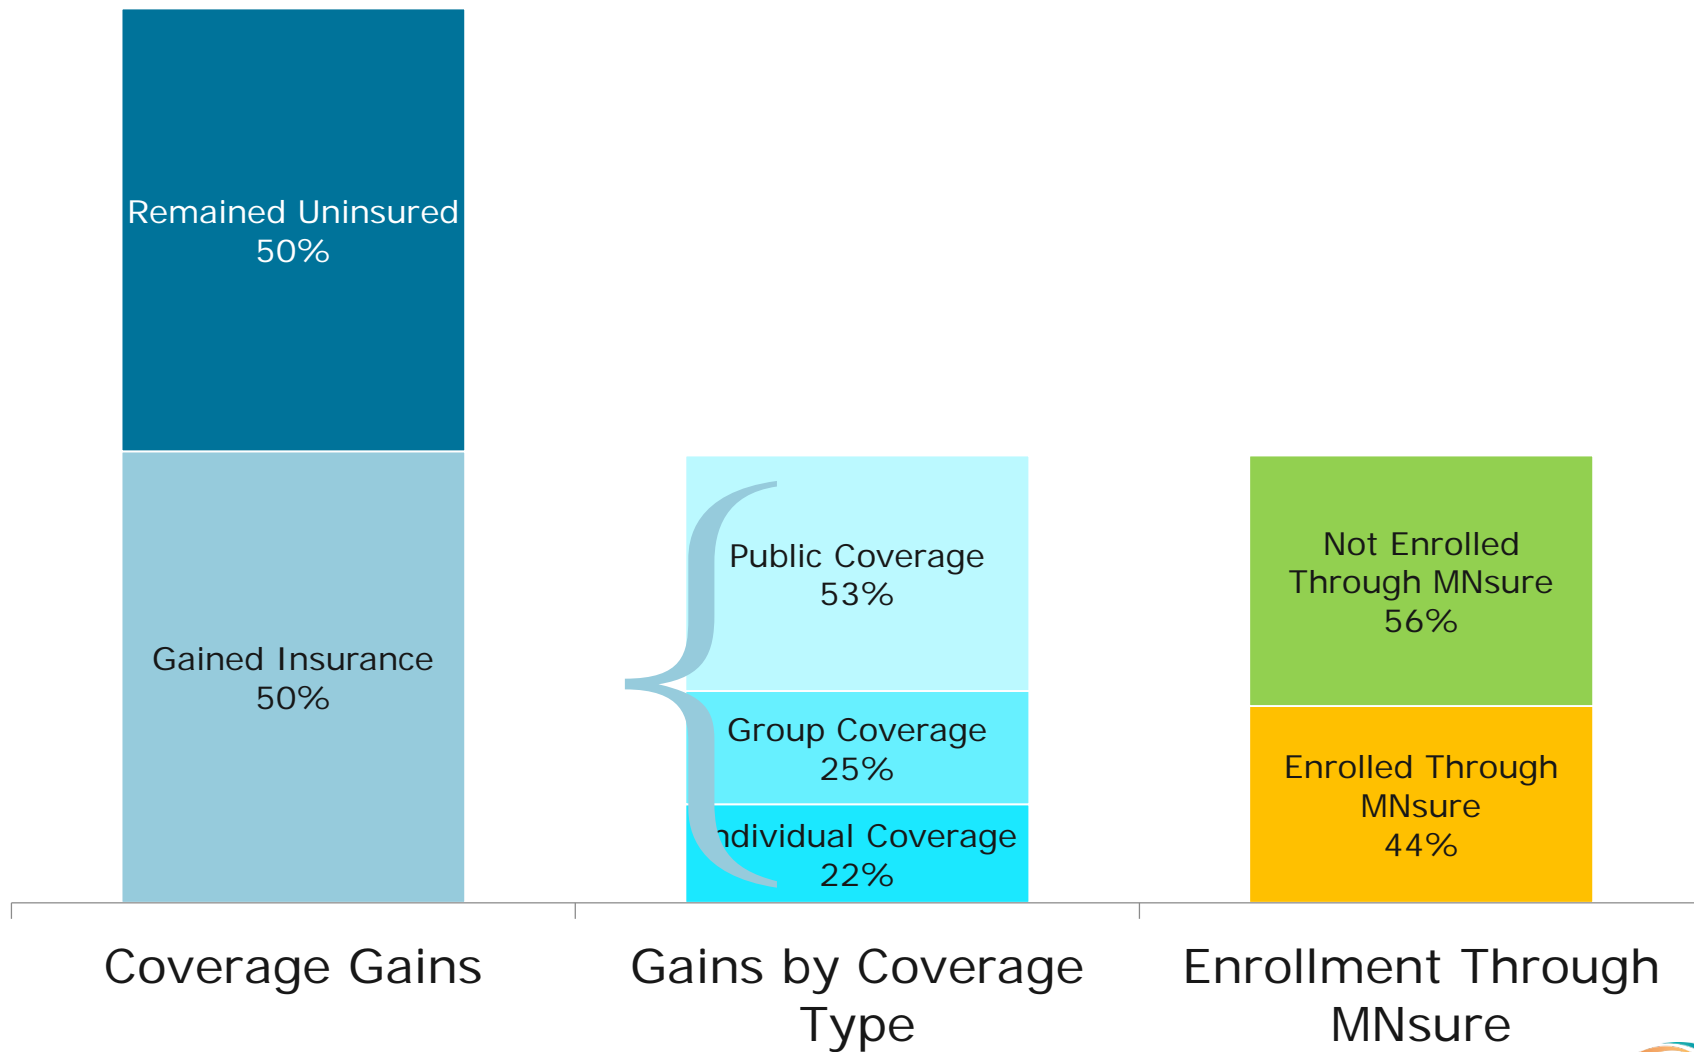 Remained Uninsured
50%
Gained Insurance
50%
Public Coverage
53%
Group Coverage
25%
Individual Coverage
22%
Not Enrolled
Through MNsure
56%
Enrolled Through
MNsure
44%
Coverage Gains
Gains by Coverage
Type
Enrollment Through
MNsure